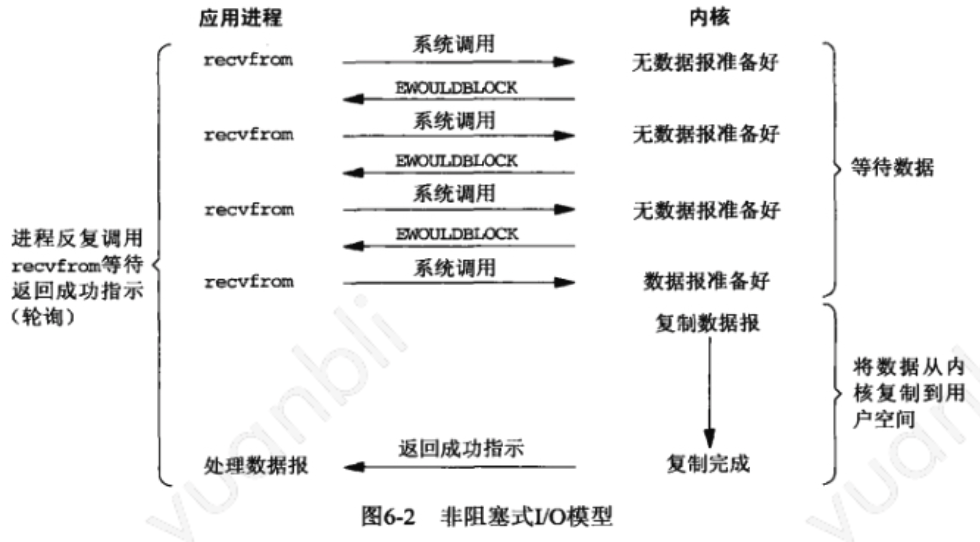 应用进程 内核
recvfrom 系统调用 无数据报准备好
EWOULDBLOCK
recvfrom 系统调用 无数据报准备好
EWOULDBLOCK
等待数据
recvfrom 系统调用 无数据报准备好
EWOULDBLOCK
进程反复调用
recvfrom等待
返回成功指示
(轮询)
recvfrom 系统调用 数据报准备好
复制数据报
将数据从内
核复制到用
户空间
处理数据报 返回成功指示 复制完成
图6-2 非阻塞式I/O模型
vuanbli